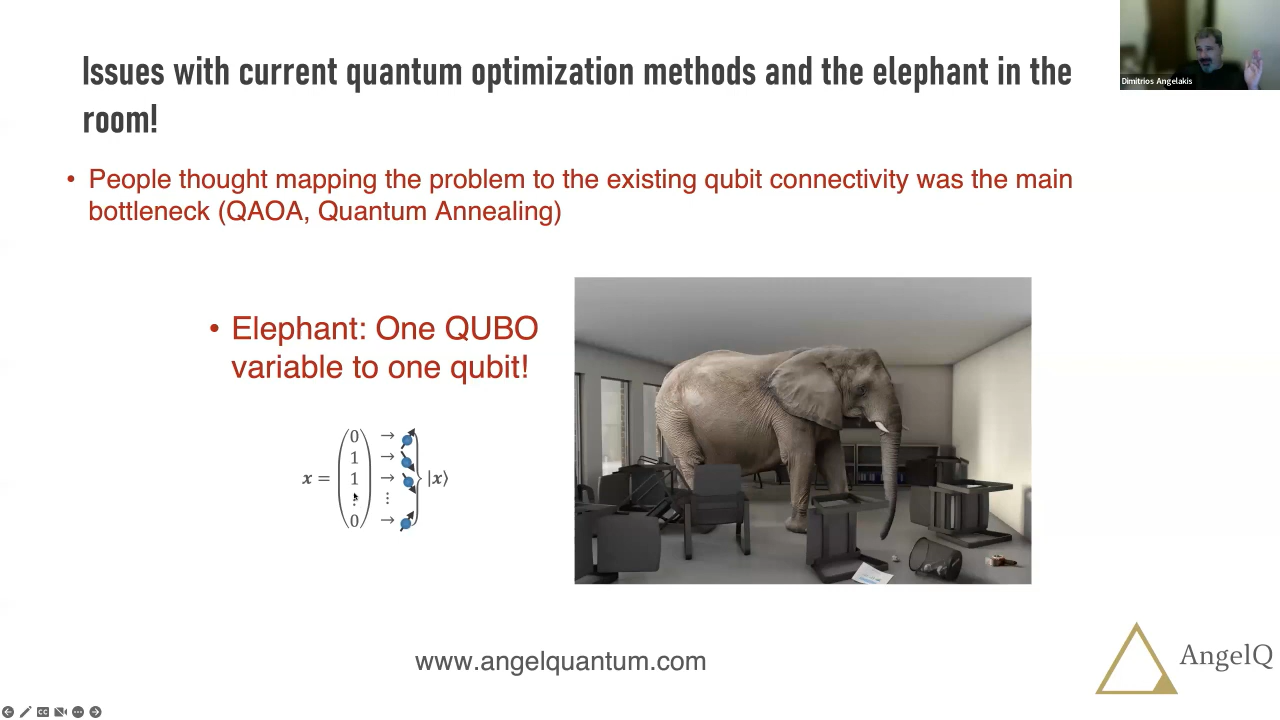 Issues with current quantum optimization methods and the elephant in the
room!
Dimitrios Angelakis
• People thought mapping the problem to the existing qubit connectivity was the main
bottleneck (QAOA, Quantum Annealing)
• Elephant: One QUBO
variable to one qubit!
0 →
1 →
x = 1 → |x⟩
⋮ ⋮
0 →
www.angelquantum.com
AngelQ
CC